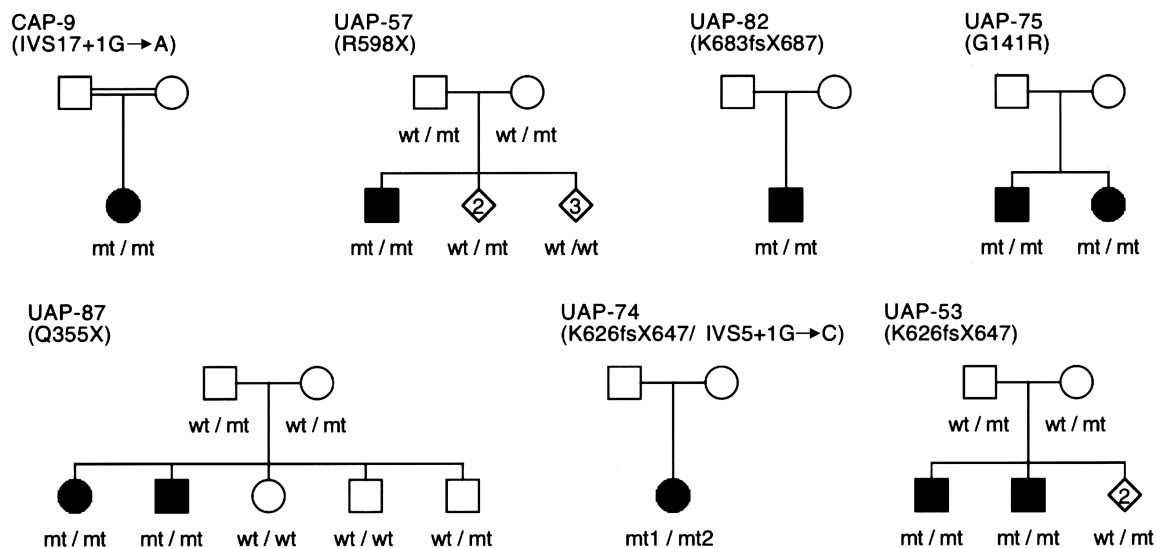 CAP-9
(IVS17+1G→A)
mt / mt
UAP-57
(R598X)
wt / mt wt / mt
2 3
mt / mt wt / mt wt /wt
UAP-82
(K683fsX687)
mt / mt
UAP-75
(G141R)
mt / mt mt / mt
UAP-87
(Q355X)
wt / mt wt / mt
mt / mt mt / mt wt / wt wt / wt wt / mt
UAP-74
(K626fsX647/ IVS5+1G→C)
mt1 / mt2
UAP-53
(K626fsX647)
wt / mt wt / mt
2
mt / mt mt / mt wt / mt